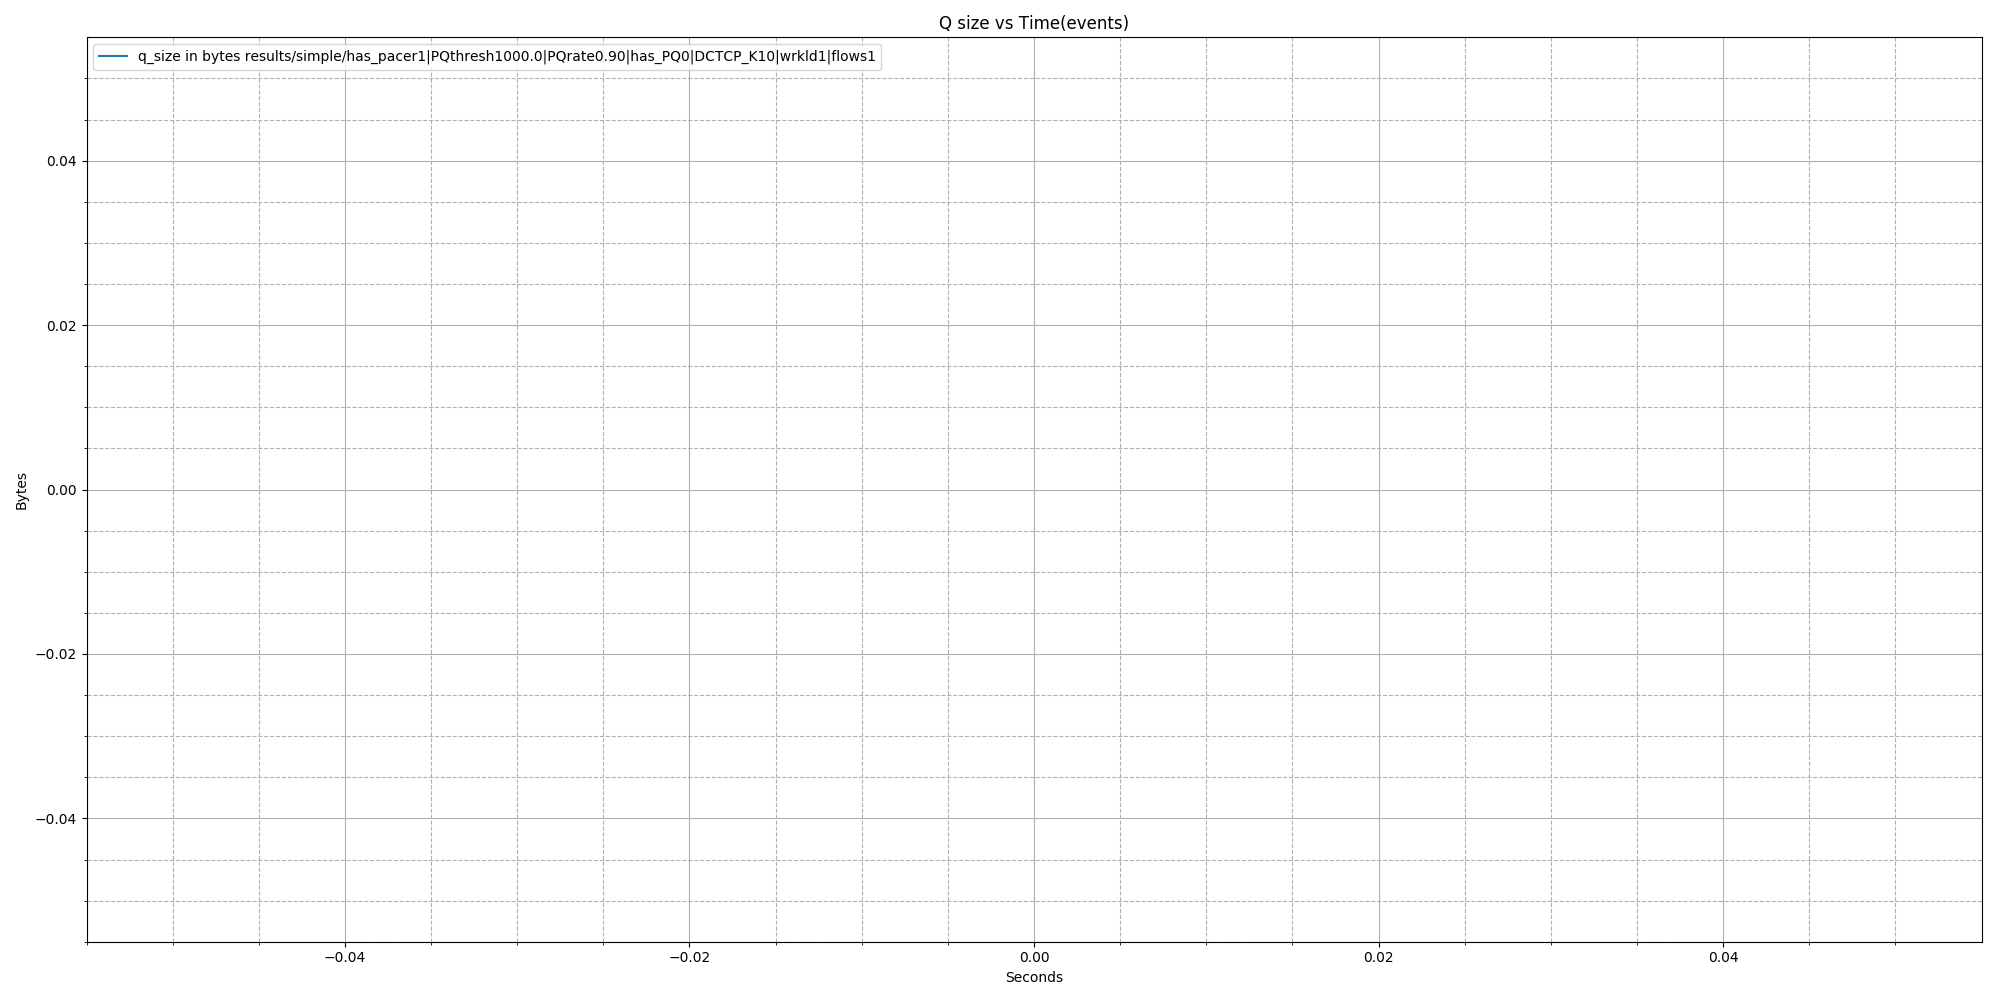 Q size vs Time(events)
q_size in bytes results/simple/has_pacer1|PQthresh1000.0|PQrate0.90|has_PQ0|DCTCP_K10|wrkld1|flows1
0.04
0.02
0.00
−0.02
−0.04
Bytes
−0.04
−0.02
0.00
0.02
0.04
Seconds